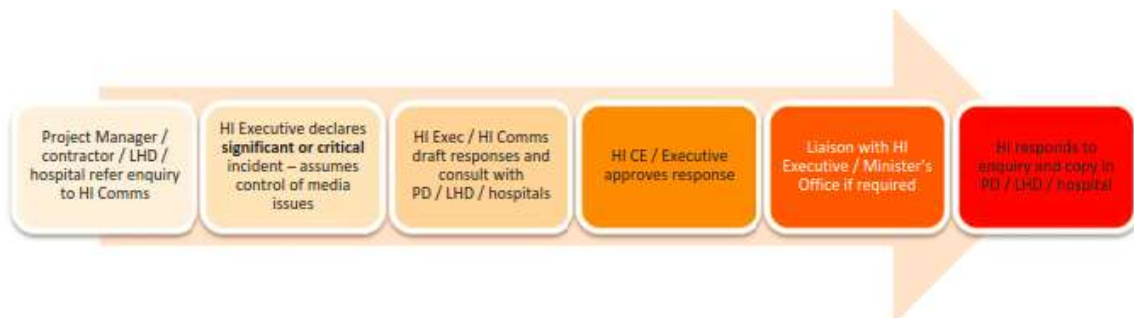 Project Manager /
contractor / LHD /
hospital refer enquiry
to HI Comms
HI Executive declares
significant or critical
incident – assumes
control of media
issues
HI Exec / HI Comms
draft responses and
consult with
PD / LHD / hospitals
HI CE / Executive
approves response
Liaison with HI
Executive / Minister's
Office if required
HI responds to
enquiry and copy in
PD / LHD / hospital